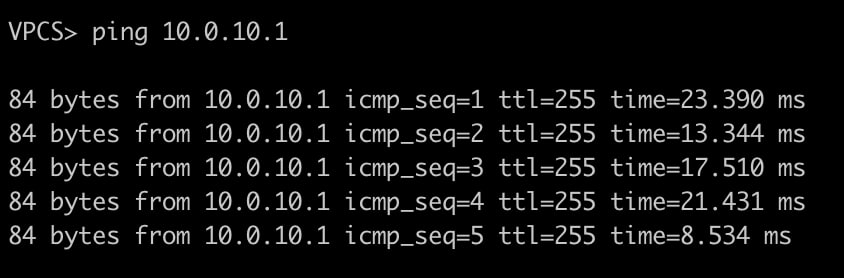 VPCS> ping 10.0.10.1
84 bytes from 10.0.10.1 icmp_seq=1 ttl=255 time=23.390 ms
84 bytes from 10.0.10.1 icmp_seq=2 ttl=255 time=13.344 ms
84 bytes from 10.0.10.1 icmp_seq=3 ttl=255 time=17.510 ms
84 bytes from 10.0.10.1 icmp_seq=4 ttl=255 time=21.431 ms
84 bytes from 10.0.10.1 icmp_seq=5 ttl=255 time=8.534 ms